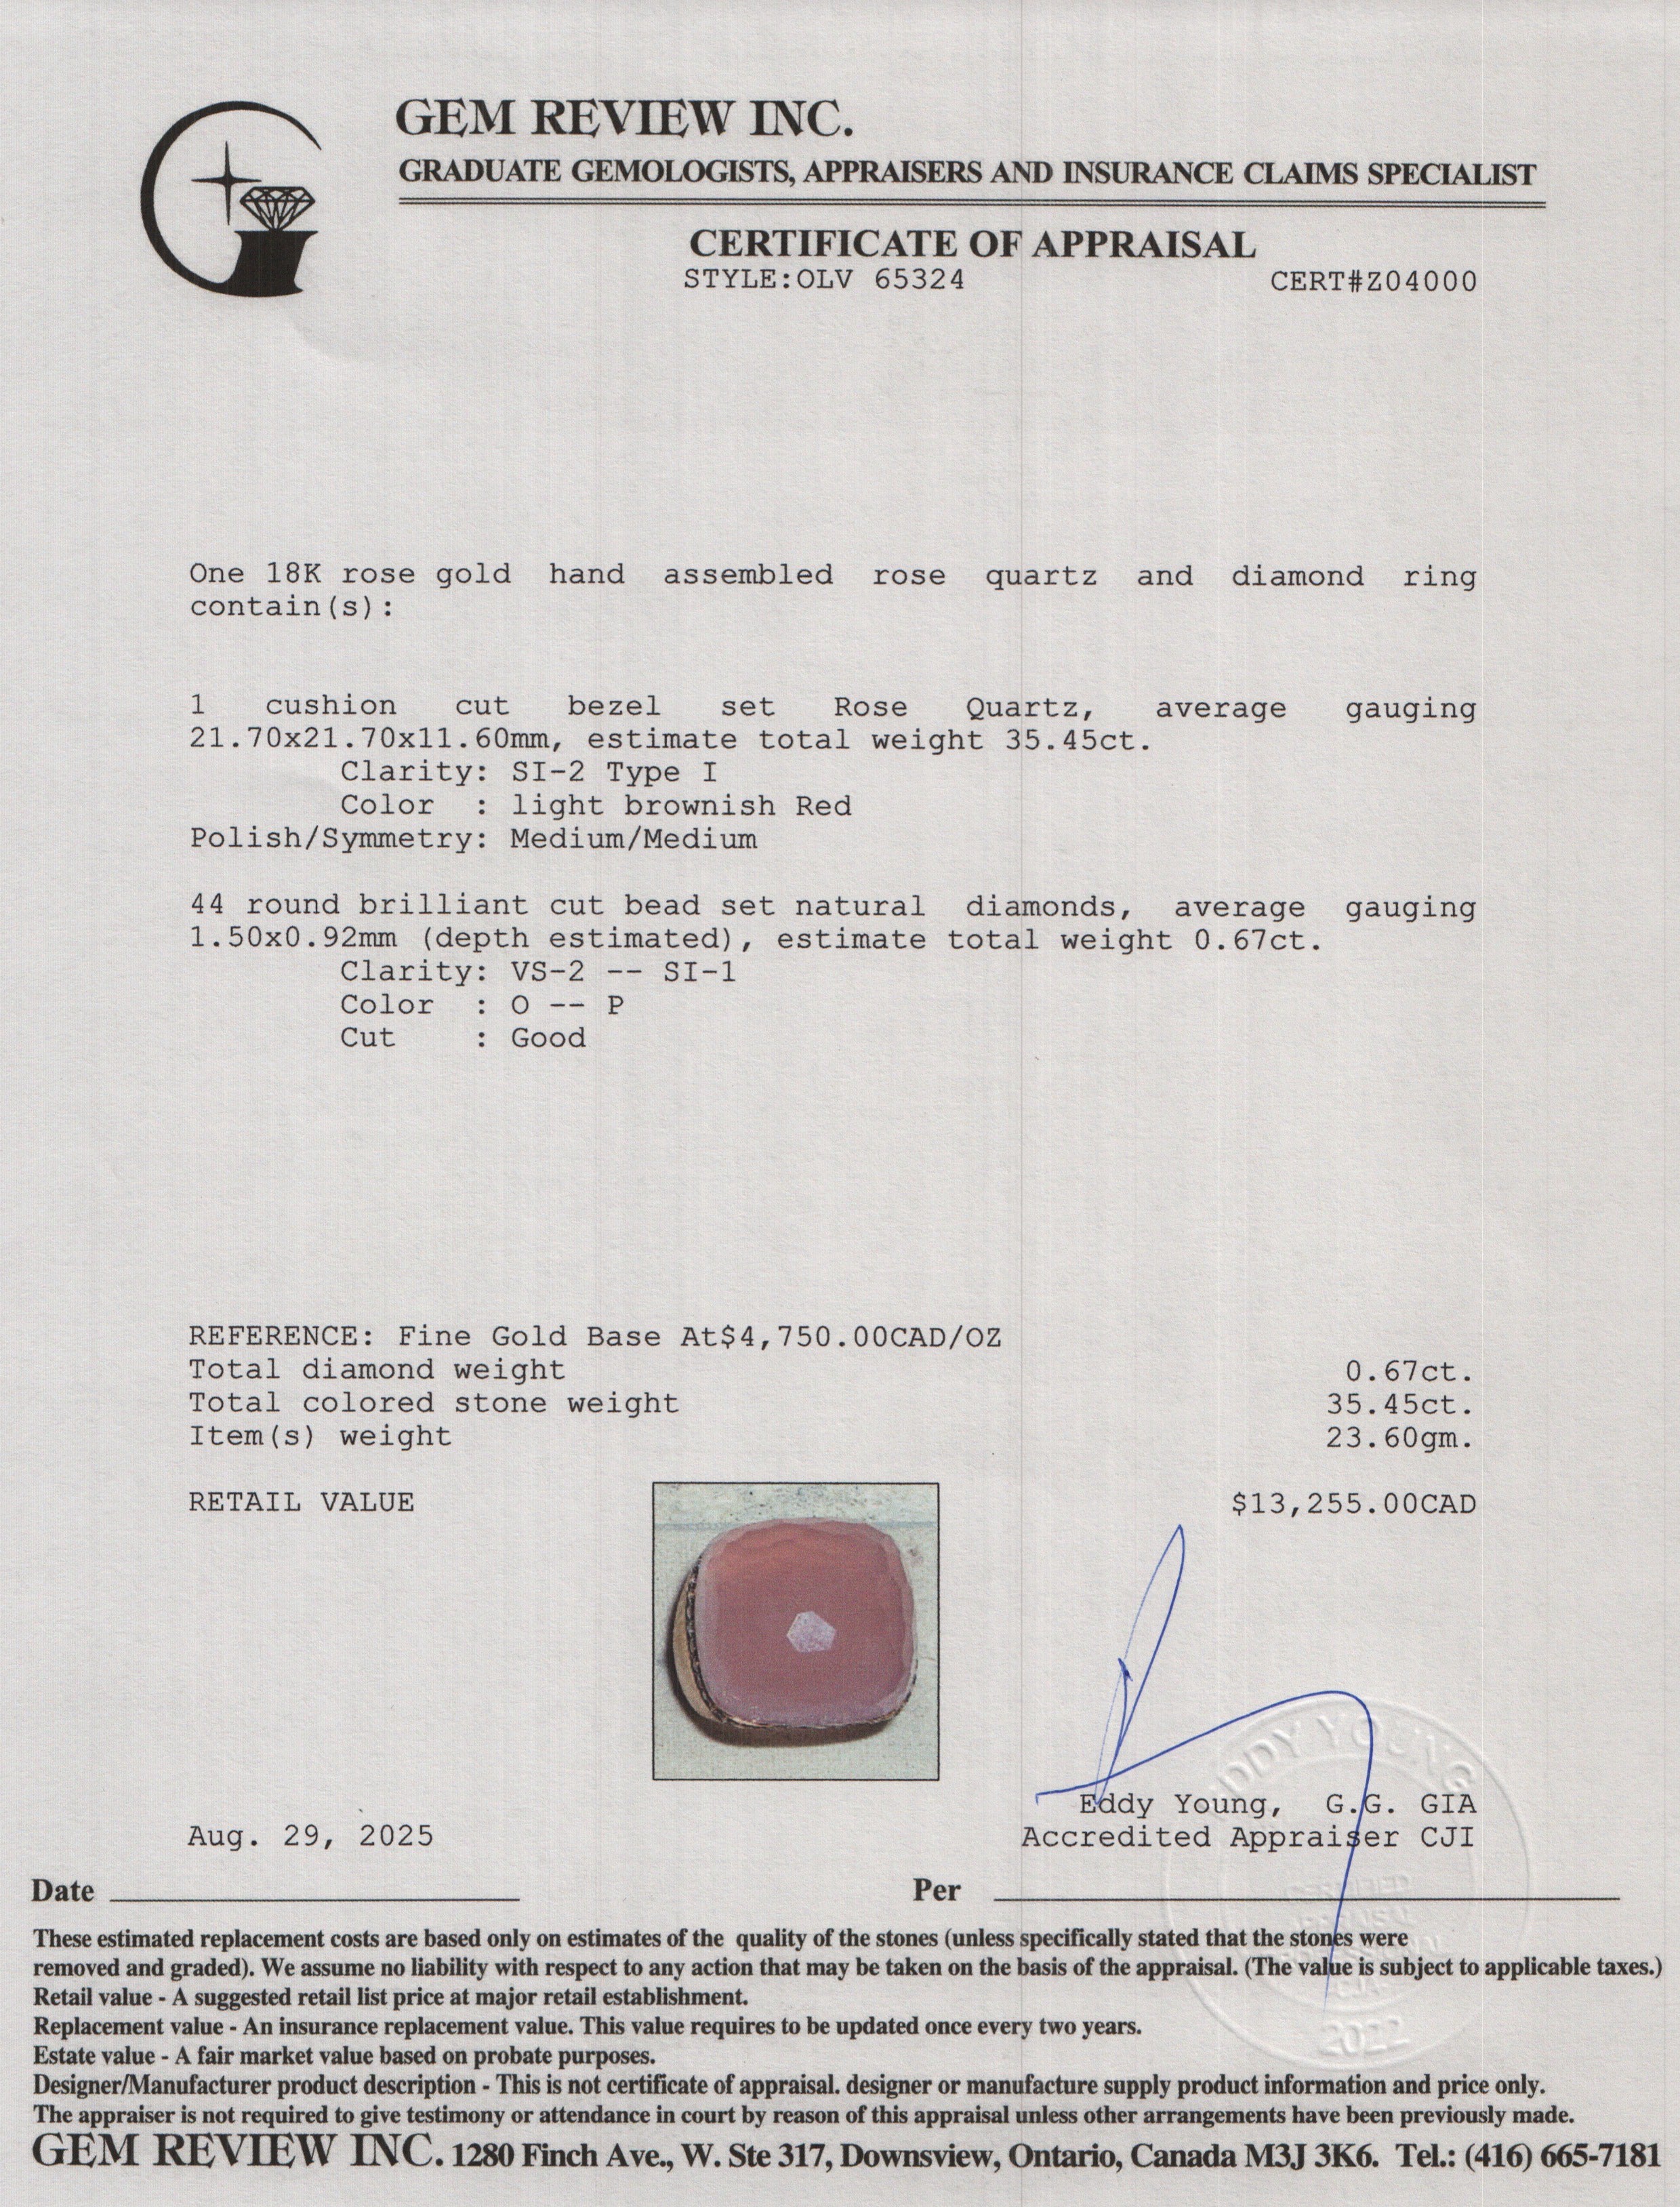 GEM REVIEW INC.
GRADUATE GEMOLOGISTS, APPRAISERS AND INSURANCE CLAIMS SPECIALIST
CERTIFICATE OF APPRAISAL
STYLE:OLV 65324 CERT#Z04000
One 18K rose gold hand assembled rose quartz and diamond ring
contain(s):
1 cushion cut bezel set Rose Quartz, average gauging
21.70x21.70x11.60mm, estimate total weight 35.45ct.
Clarity: SI-2 Type I
Color : light brownish Red
Polish/Symmetry: Medium/Medium
44 round brilliant cut bead set natural diamonds, average gauging
1.50x0.92mm (depth estimated), estimate total weight 0.67ct.
Clarity: VS-2 -- SI-1
Color : O -- P
Cut : Good
REFERENCE: Fine Gold Base At$4,750.00CAD/OZ
Total diamond weight 0.67ct.
Total colored stone weight 35.45ct.
Item(s) weight 23.60gm.
RETAIL VALUE $13,255.00CAD
EDDY YOUNG
Eddy Young, G.G. GIA
Aug. 29, 2025 Accredited Appraiser CJI
Date Per
2022
These estimated replacement costs are based only on estimates of the quality of the stones (unless specifically stated that the stones were
removed and graded). We assume no liability with respect to any action that may be taken on the basis of the appraisal. (The value is subject to applicable taxes.)
Retail value - A suggested retail list price at major retail establishment.
Replacement value - An insurance replacement value. This value requires to be updated once every two years.
Estate value - A fair market value based on probate purposes.
Designer/Manufacturer product description - This is not certificate of appraisal. designer or manufacture supply product information and price only.
The appraiser is not required to give testimony or attendance in court by reason of this appraisal unless other arrangements have been previously made.
GEM REVIEW INC. 1280 Finch Ave., W. Ste 317, Downsview, Ontario, Canada M3J 3K6. Tel.: (416) 665-7181